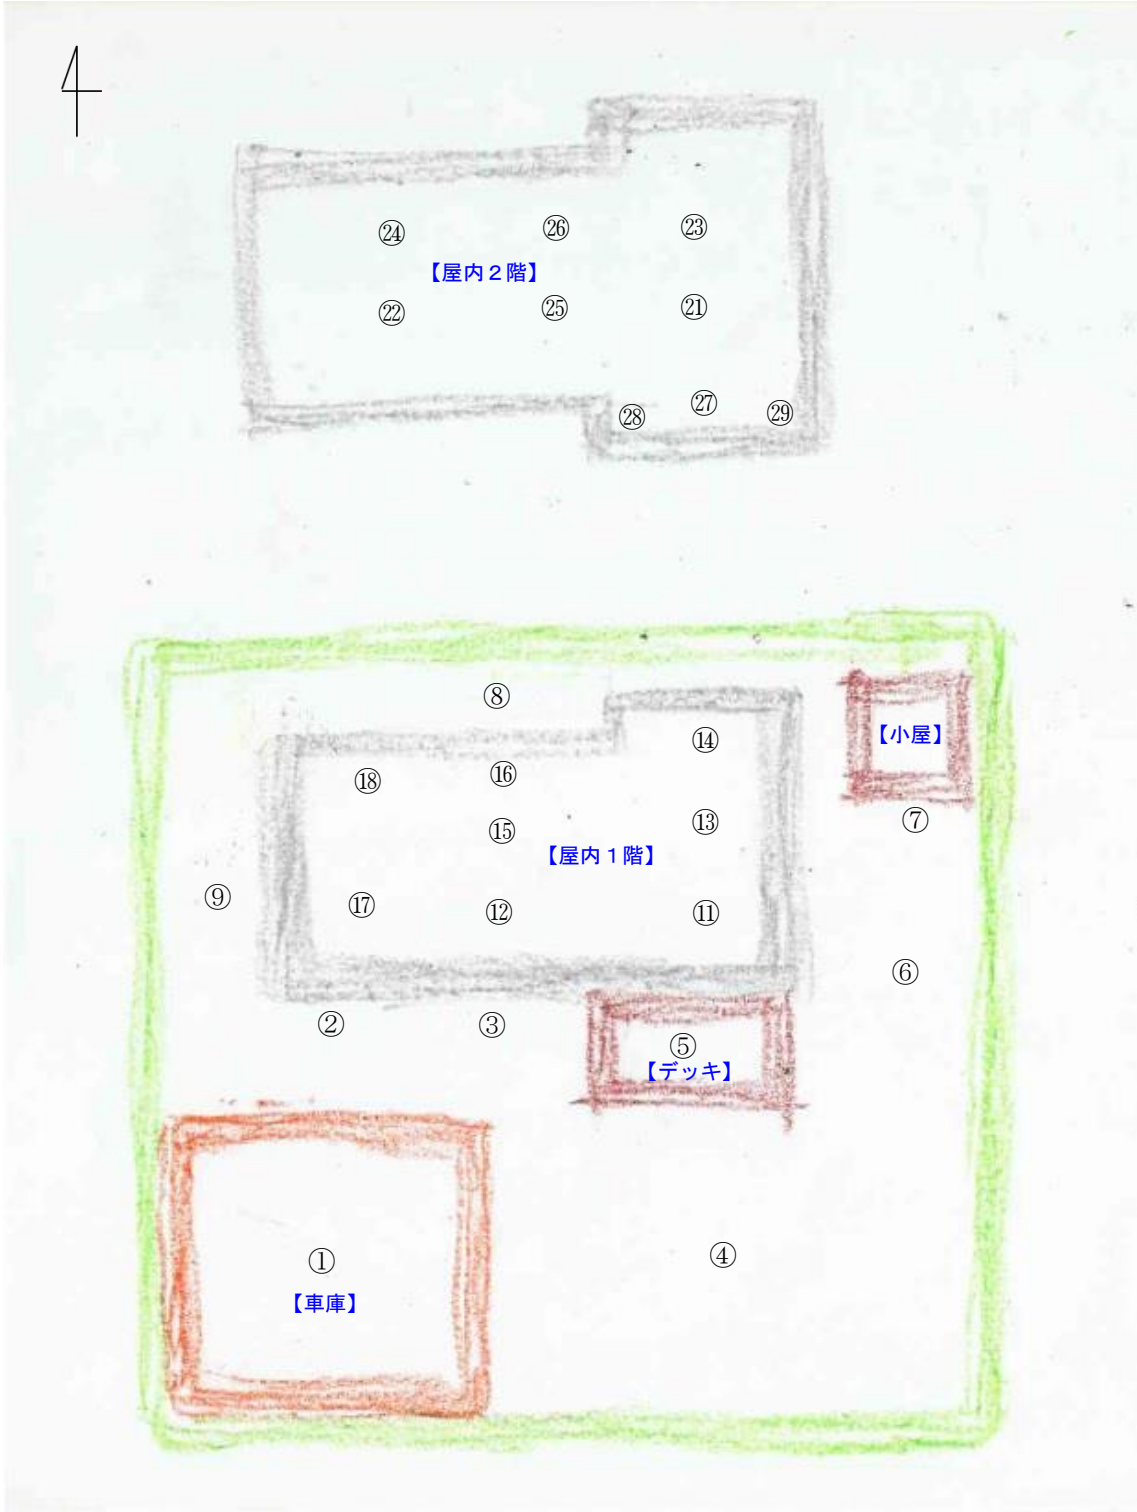 ㉔ ㉖ ㉓
【屋内２階】
㉒ ㉕ ㉑
㉘ ㉗ ㉙
⑧
⑭
【小屋】
⑱ ⑯
⑮ ⑬ ⑦
【屋内１階】
⑨ ⑰ ⑫ ⑪
⑥
② ③
⑤
【デッキ】
① ④
【車庫】